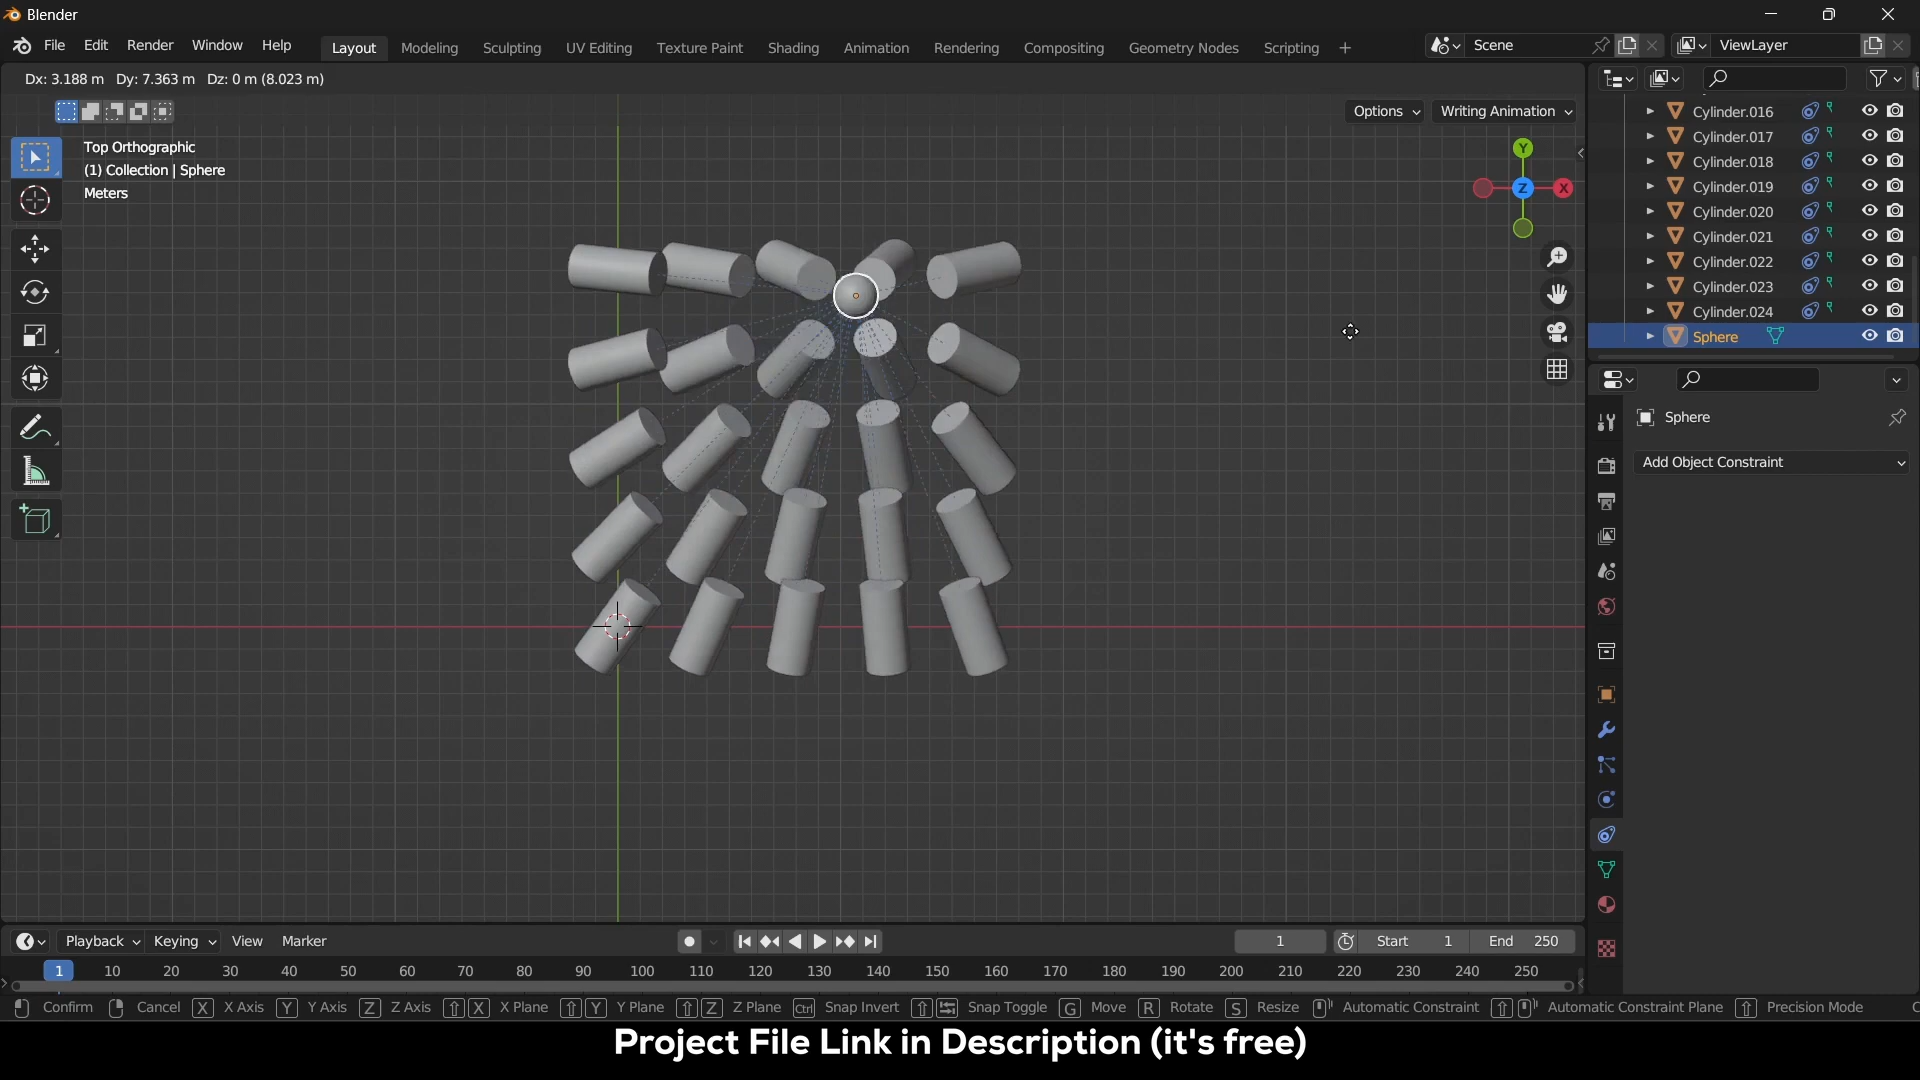 Blender
File Edit Render Window Help Layout Modeling Sculpting UV Editing Texture Paint Shading Animation Rendering Compositing Geometry Nodes Scripting + Scene ViewLayer
Dx: 3.188 m Dy: 7.363 m Dz: 0 m (8.023 m)
Options Writing Animation
Top Orthographic
(1) Collection | Sphere
Meters
Y
Z X
Cylinder.016
Cylinder.017
Cylinder.018
Cylinder.019
Cylinder.020
Cylinder.021
Cylinder.022
Cylinder.023
Cylinder.024
Sphere
Sphere
Add Object Constraint
Playback Keying View Marker 1 Start 1 End 250
1 10 20 30 40 50 60 70 80 90 100 110 120 130 140 150 160 170 180 190 200 210 220 230 240 250
Confirm Cancel X X Axis Y Y Axis Z Z Axis X X Plane Y Y Plane Z Z Plane Ctrl Snap Invert Snap Toggle G Move R Rotate S Resize Automatic Constraint Automatic Constraint Plane Precision Mode
Project File Link in Description (it's free)